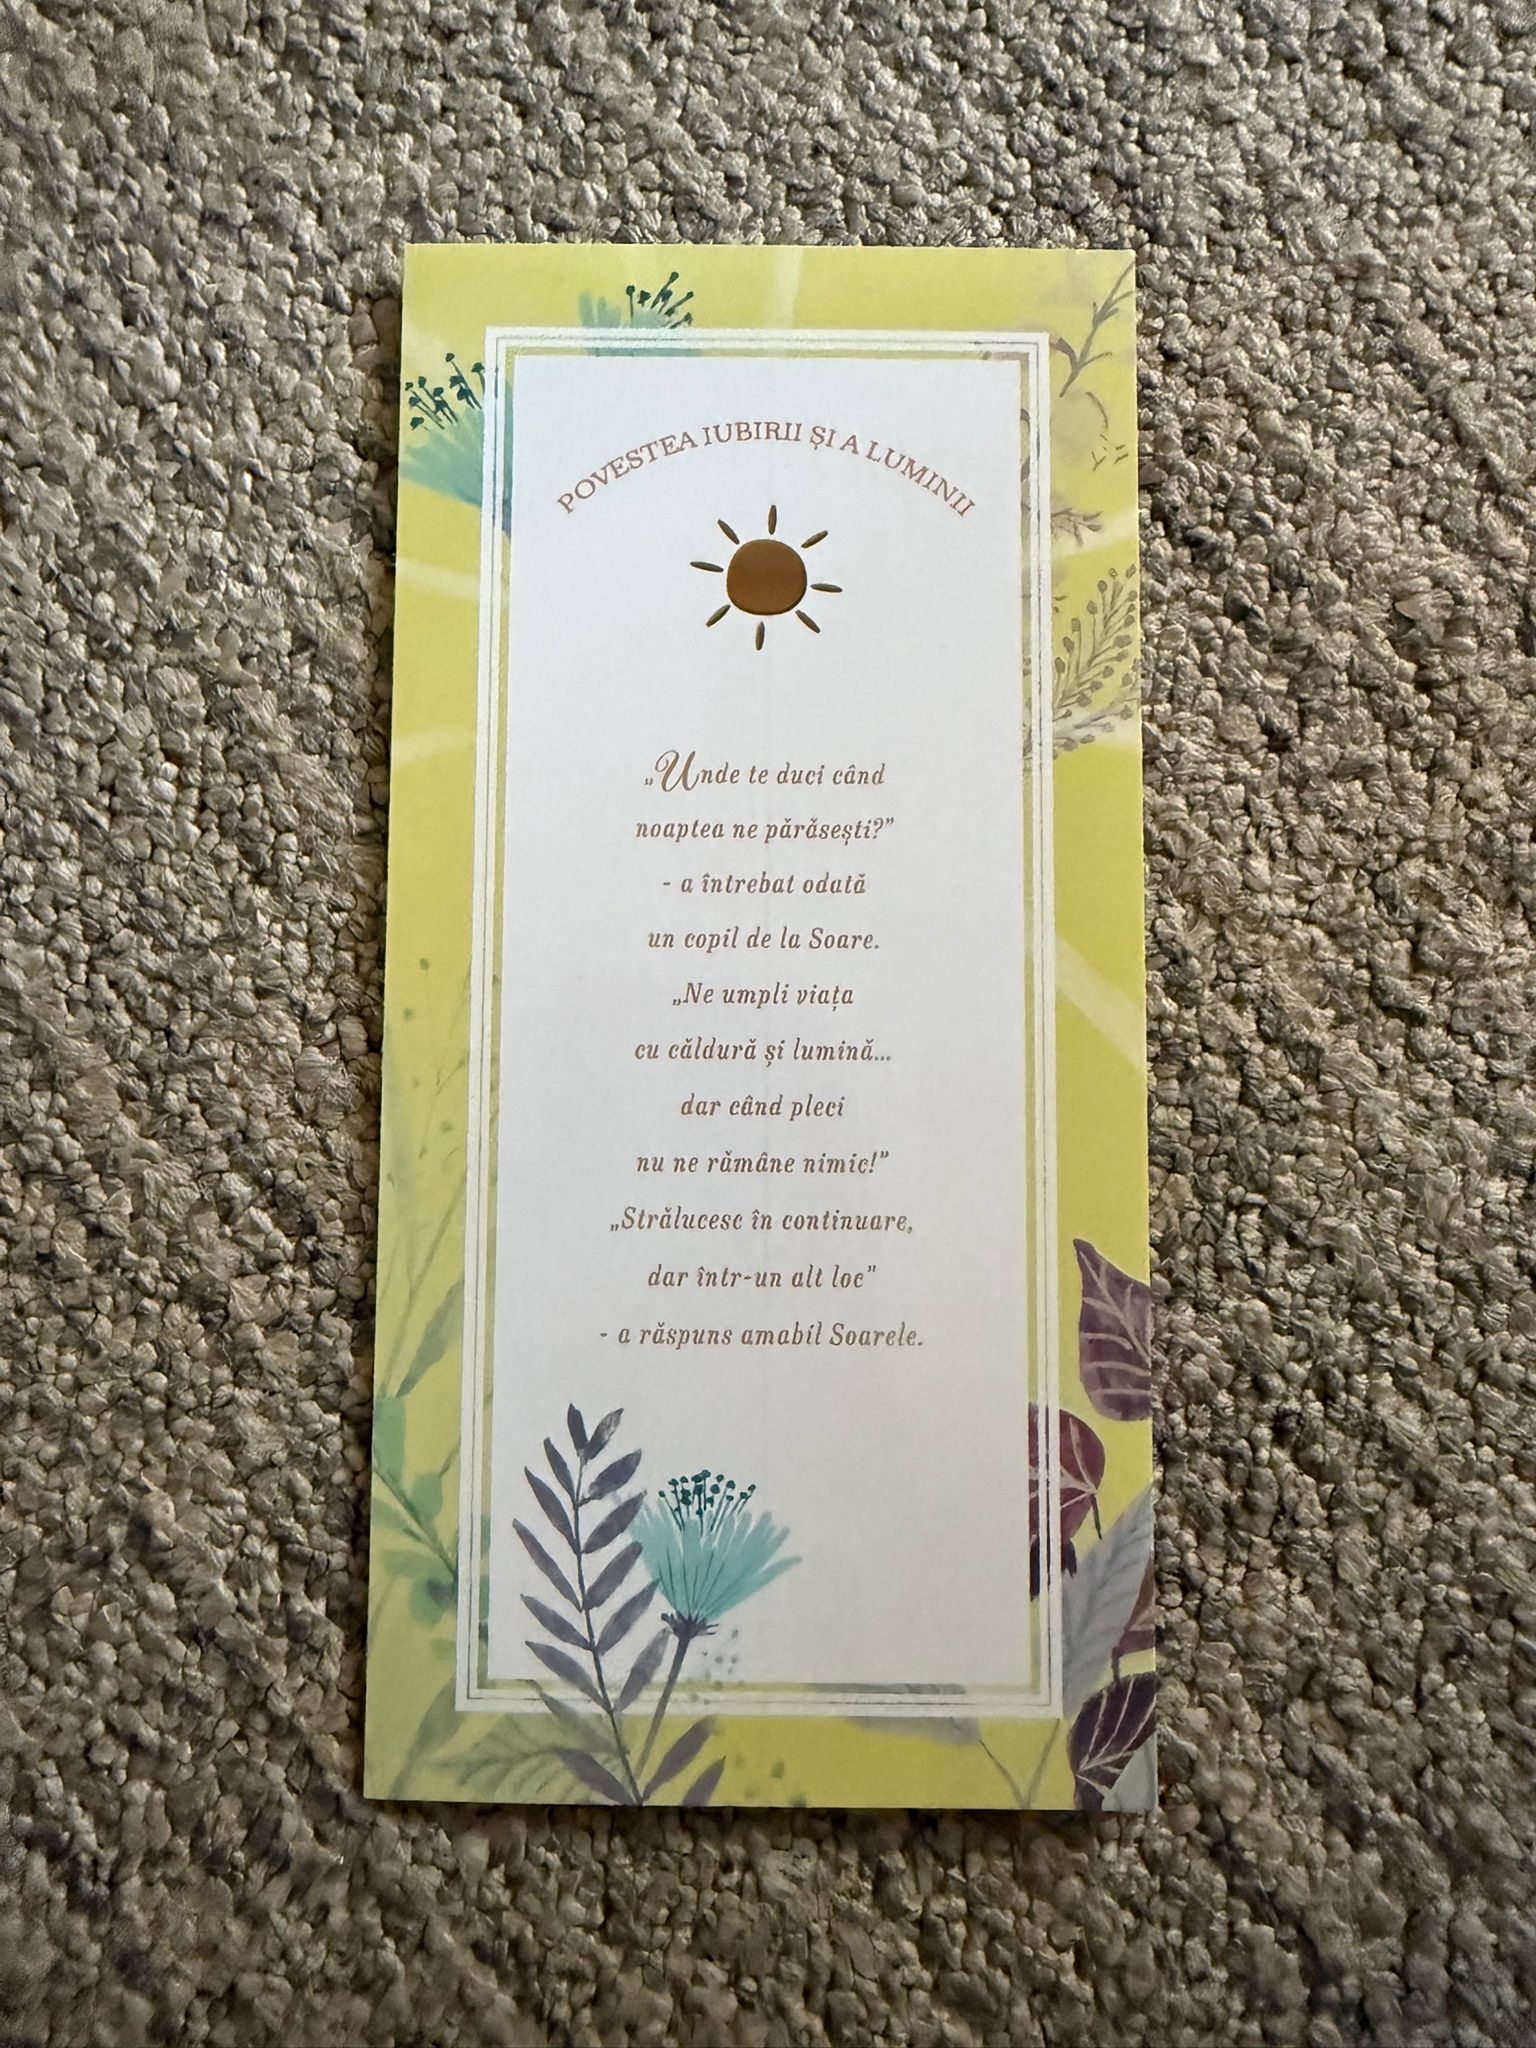 POVESTEA IUBIRII ȘI A LUMINII
„Unde te duci când
noaptea ne părăsești?”
- a întrebat odată
un copil de la Soare.
„Ne umpli viața
cu căldură și lumină...
dar când pleci
nu ne rămâne nimic!”
„Strălucesc în continuare,
dar într-un alt loc”
- a răspuns amabil Soarele.